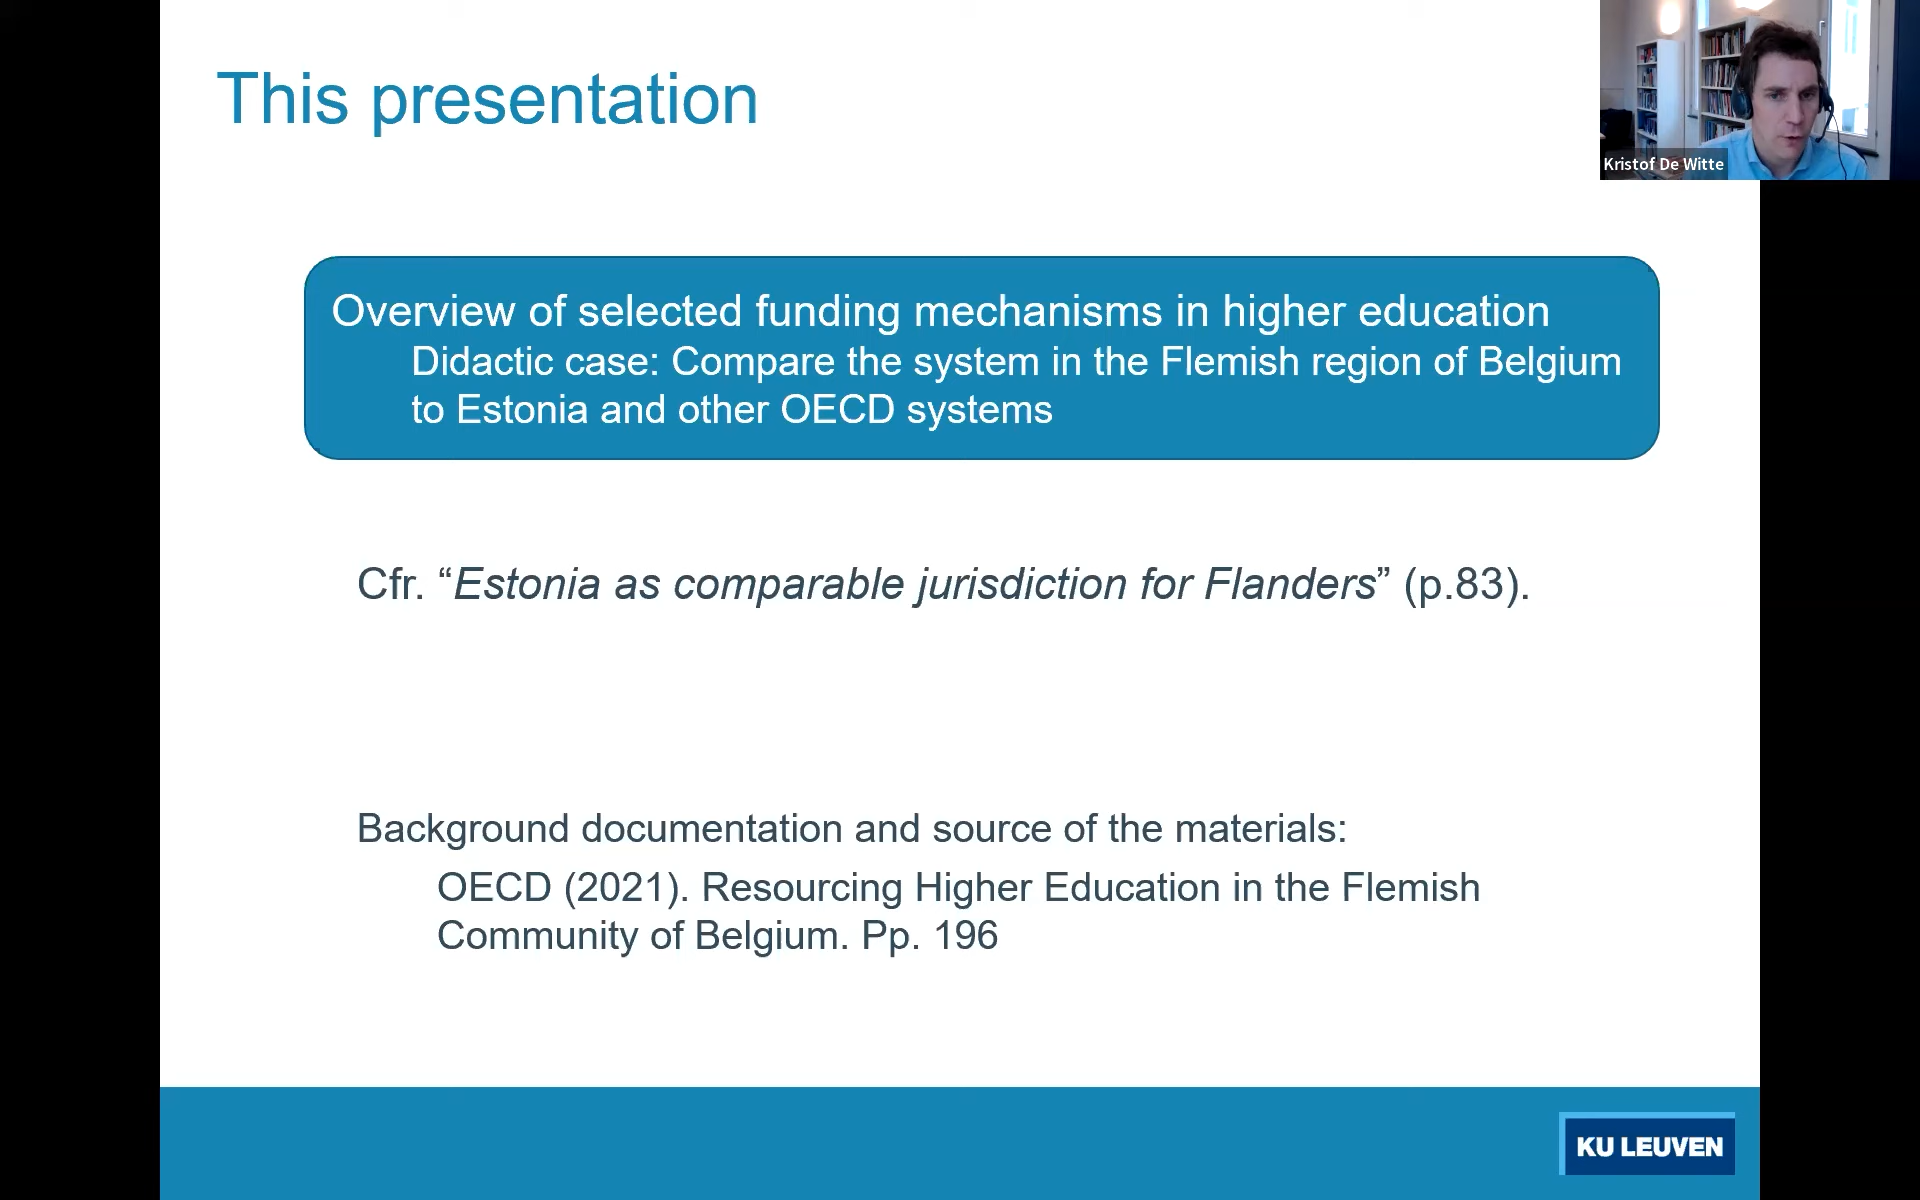 This presentation
Kristof De Witte
Overview of selected funding mechanisms in higher education
Didactic case: Compare the system in the Flemish region of Belgium
to Estonia and other OECD systems
Cfr. “Estonia as comparable jurisdiction for Flanders” (p.83).
Background documentation and source of the materials:
OECD (2021). Resourcing Higher Education in the Flemish
Community of Belgium. Pp. 196
KU LEUVEN